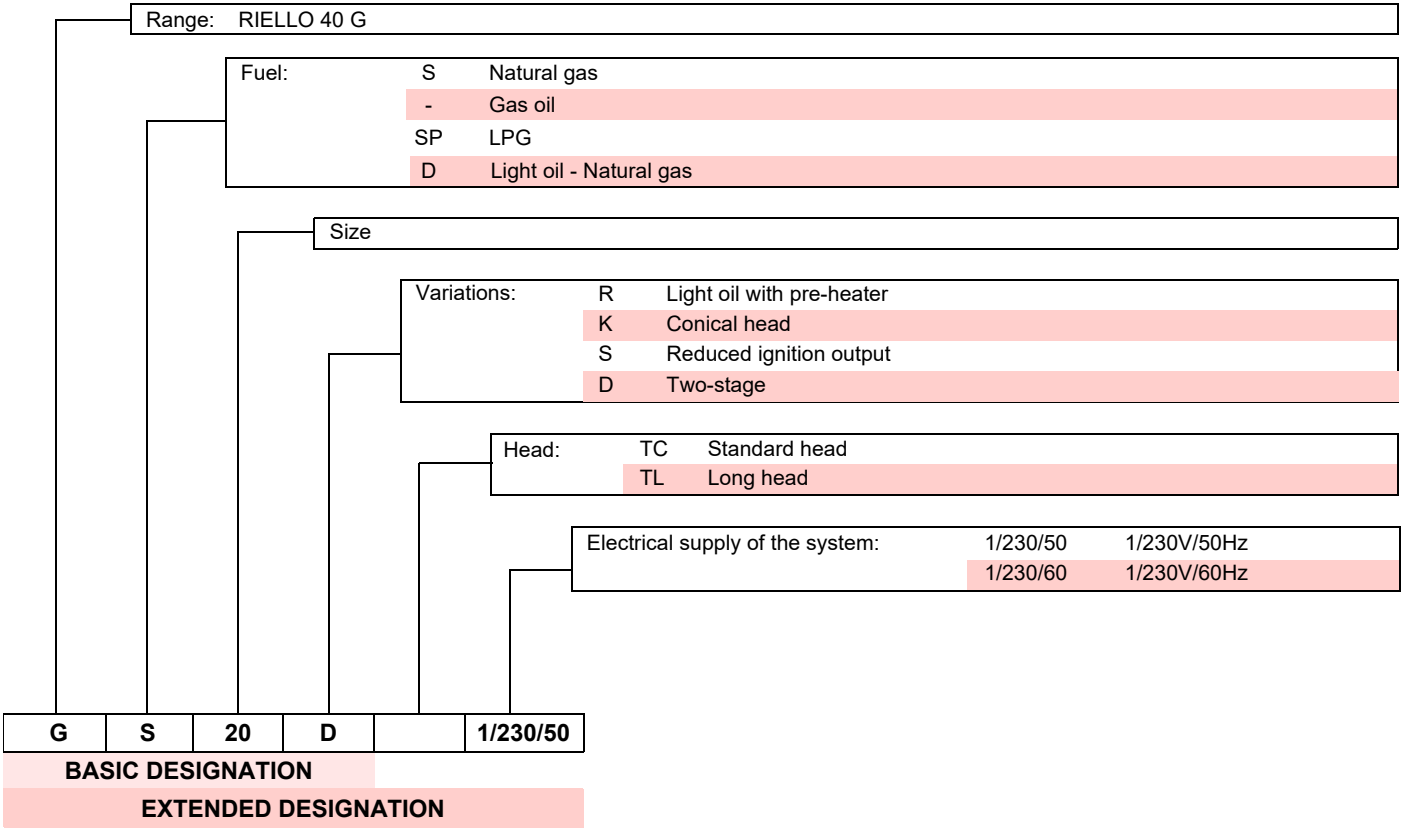 Range: RIELLO 40 G
Fuel: S Natural gas
- Gas oil
SP LPG
D Light oil - Natural gas
Size
Variations: R Light oil with pre-heater
K Conical head
S Reduced ignition output
D Two-stage
Head: TC Standard head
TL Long head
Electrical supply of the system: 1/230/50 1/230V/50Hz
1/230/60 1/230V/60Hz
G S 20 D 1/230/50
BASIC DESIGNATION
EXTENDED DESIGNATION